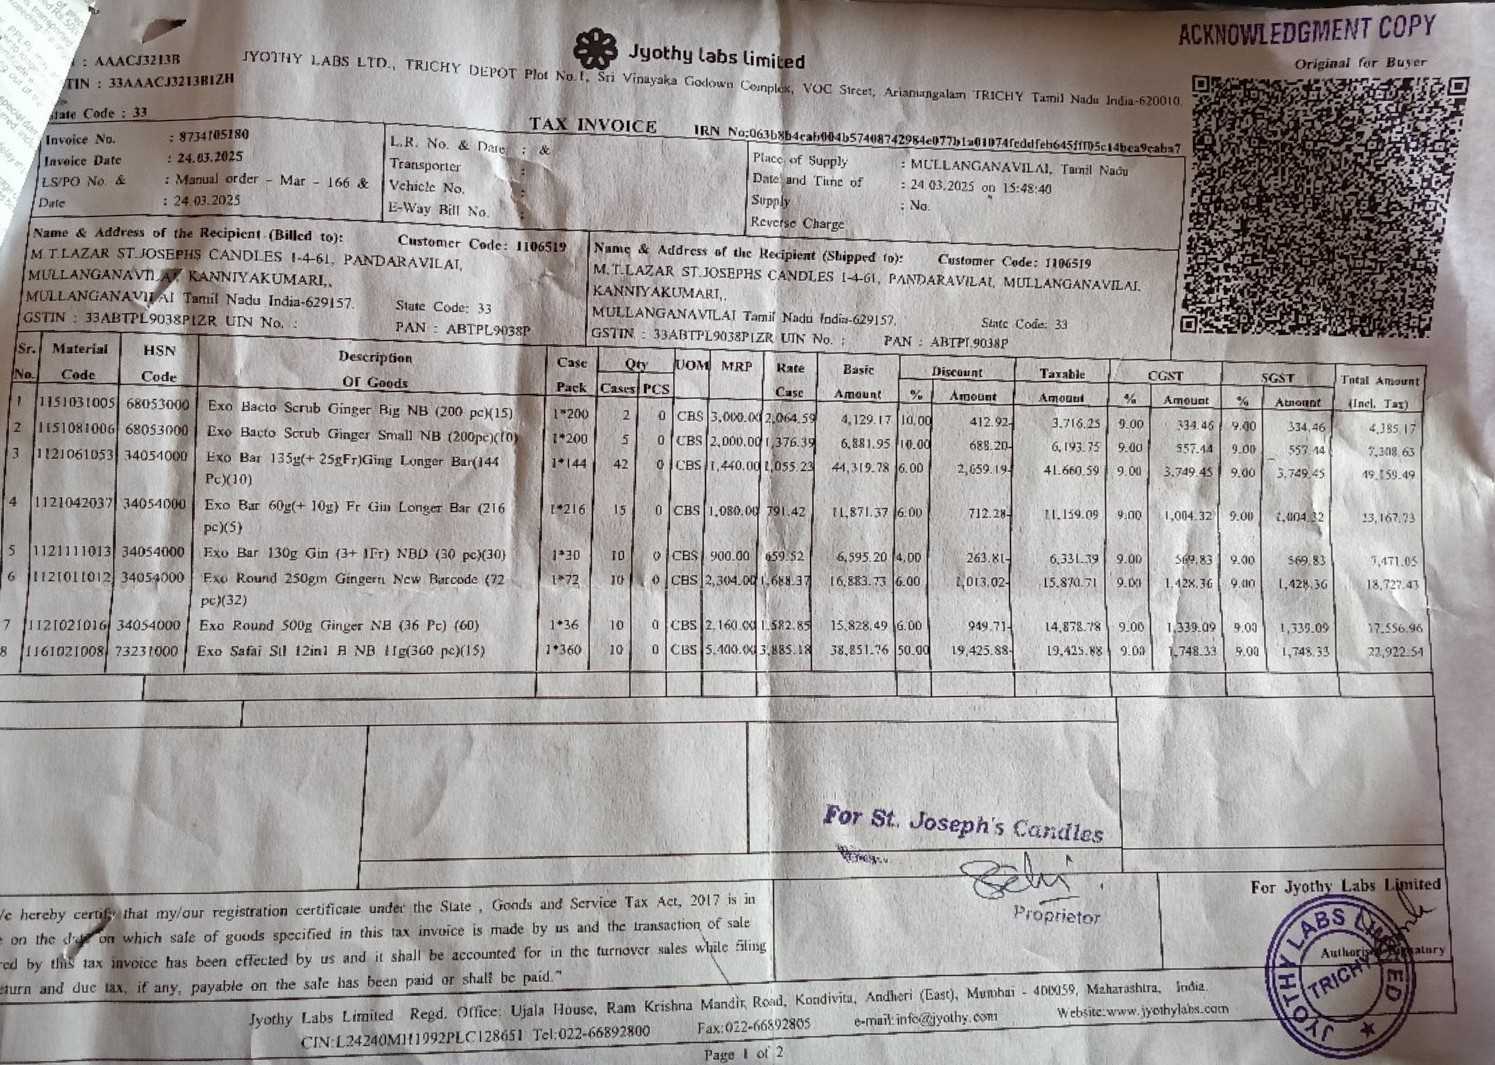 ACKNOWLEDGMENT COPY
Jyothy Labs Limited
Original for Buyer
: AAACJ3213B
JYOTHY LABS LTD., TRICHY DEPOT Plot No.1, Sri Vinayaka Godown Complex, VOC Street, Ariamangalam TRICHY Tamil Nadu India-620010.
TIN : 33AAACJ3213B1ZH
State Code : 33
TAX INVOICE IRN No:
Invoice No. : 8734105180
Invoice Date : 24.03.2025
LS/PO No. & : Manual order - Mar - 166 &
Date : 24.03.2025
L.R. No. & Date : &
Transporter :
Vehicle No. :
E-Way Bill No. :
Place of Supply : MULLANGANAVILAI, Tamil Nadu
Date and Time of : 24.03.2025 on 15:48:40
Supply : No.
Reverse Charge
Name & Address of the Recipient (Billed to): Customer Code: 1106519
M.T.LAZAR ST.JOSEPHS CANDLES 1-4-61, PANDARAVILAI,
MULLANGANAVILAI KANNIYAKUMARI,,
MULLANGANAVILAI Tamil Nadu India-629157. State Code: 33
GSTIN : 33ABTPL9038P1ZR UIN No. : PAN : ABTPL9038P
Name & Address of the Recipient (Shipped to): Customer Code: 1106519
M.T.LAZAR ST.JOSEPHS CANDLES 1-4-61, PANDARAVILAI, MULLANGANAVILAI,
KANNIYAKUMARI,,
MULLANGANAVILAI Tamil Nadu India-629157. State Code: 33
GSTIN : 33ABTPL9038P1ZR UIN No. : PAN : ABTPL9038P
Sr. No. Material Code HSN Code Description Of Goods Case Pack Qty Cases PCS UOM MRP Rate Case Basic Amount Discount % Amount Taxable Amount CGST % Amount SGST % Amount Total Amount (Incl. Tax)
1 1151031005 68053000 Exo Bacto Scrub Ginger Big NB (200 pc)(15) 1*200 2 0 CBS 3,000.00 2,064.59 4,129.17 10.00 412.92- 3,716.25 9.00 334.46 9.00 334.46 4,385.17
2 1151081006 68053000 Exo Bacto Scrub Ginger Small NB (200pc)(10) 1*200 5 0 CBS 2,000.00 1,376.39 6,881.95 10.00 688.20- 6,193.75 9.00 557.44 9.00 557.44 7,308.63
3 1121061053 34054000 Exo Bar 135g(+ 25gFr)Ging Longer Bar(144 1*144 42 0 CBS 1,440.00 1,055.23 44,319.78 6.00 2,659.19- 41,660.59 9.00 3,749.45 9.00 3,749.45 49,159.49
Pc)(10)
4 1121042037 34054000 Exo Bar 60g(+ 10g) Fr Gin Longer Bar (216 1*216 15 0 CBS 1,080.00 791.42 11,871.37 6.00 712.28- 11,159.09 9.00 1,004.32 9.00 1,004.32 13,167.73
pc)(5)
5 1121111013 34054000 Exo Bar 130g Gin (3+ 1Fr) NBD (30 pc)(30) 1*30 10 0 CBS 900.00 659.52 6,595.20 4.00 263.81- 6,331.39 9.00 569.83 9.00 569.83 7,471.05
6 1121011012 34054000 Exo Round 250gm Gingern New Barcode (72 1*72 10 0 CBS 2,304.00 1,688.37 16,883.73 6.00 1,013.02- 15,870.71 9.00 1,428.36 9.00 1,428.36 18,727.43
pc)(32)
7 1121021016 34054000 Exo Round 500g Ginger NB (36 Pc) (60) 1*36 10 0 CBS 2,160.00 1,582.85 15,828.49 6.00 949.71- 14,878.78 9.00 1,339.09 9.00 1,339.09 17,556.96
8 1161021008 73231000 Exo Safai Stl 12in1 B NB 11g(360 pc)(15) 1*360 10 0 CBS 5,400.00 3,885.18 38,851.76 50.00 19,425.88- 19,425.88 9.00 1,748.33 9.00 1,748.33 22,922.54
For St. Joseph's Candles
Proprietor
For Jyothy Labs Limited
JYOTHY LABS LIMITED
TRICHY
Authorised Signatory
hereby certify that my/our registration certificate under the State , Goods and Service Tax Act, 2017 is in
on the date on which sale of goods specified in this tax invoice is made by us and the transaction of sale
by this tax invoice has been effected by us and it shall be accounted for in the turnover sales while filing
and due tax, if any, payable on the sale has been paid or shall be paid."
Jyothy Labs Limited Regd. Office: Ujala House, Ram Krishna Mandir Road, Kondivita, Andheri (East), Mumbai - 400059, Maharashtra, India.
CIN:L24240MH1992PLC128651 Tel:022-66892800 Fax:022-66892805 e-mail:info@jyothy.com Website:www.jyothylabs.com
Page 1 of 2